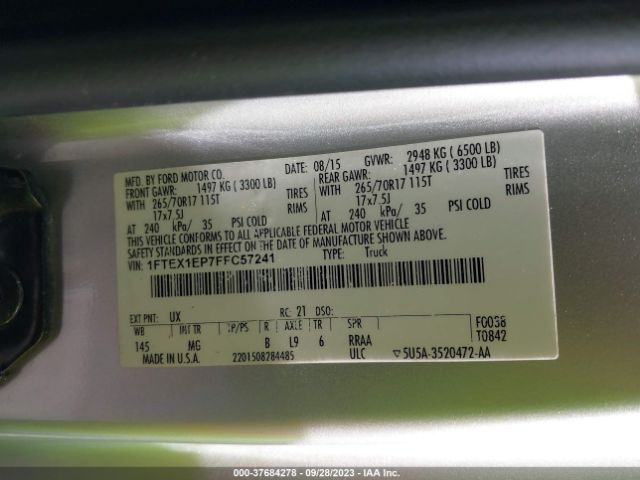 MFD. BY FORD MOTOR CO. DATE: 08/15 GVWR: 2948 KG ( 6500 LB)
FRONT GAWR: 1497 KG ( 3300 LB) REAR GAWR: 1497 KG ( 3300 LB)
WITH 265/70R17 115T TIRES WITH 265/70R17 115T TIRES
17x7.5J RIMS 17x7.5J RIMS
AT 240 kPa/ 35 PSI COLD AT 240 kPa/ 35 PSI COLD
THIS VEHICLE CONFORMS TO ALL APPLICABLE FEDERAL MOTOR VEHICLE
SAFETY STANDARDS IN EFFECT ON THE DATE OF MANUFACTURE SHOWN ABOVE.
VIN: 1FTEX1EP7FFC57241 TYPE: Truck
EXT PNT: UX RC: 21 DSO: F0038
WB INT TR TP/PS R AXLE TR SPR T0842
145 MG B L9 6 RRAA
MADE IN U.S.A. 2201508284485 ULC ▽5U5A-3520472-AA
000-37684278 - 09/28/2023 - IAA Inc.